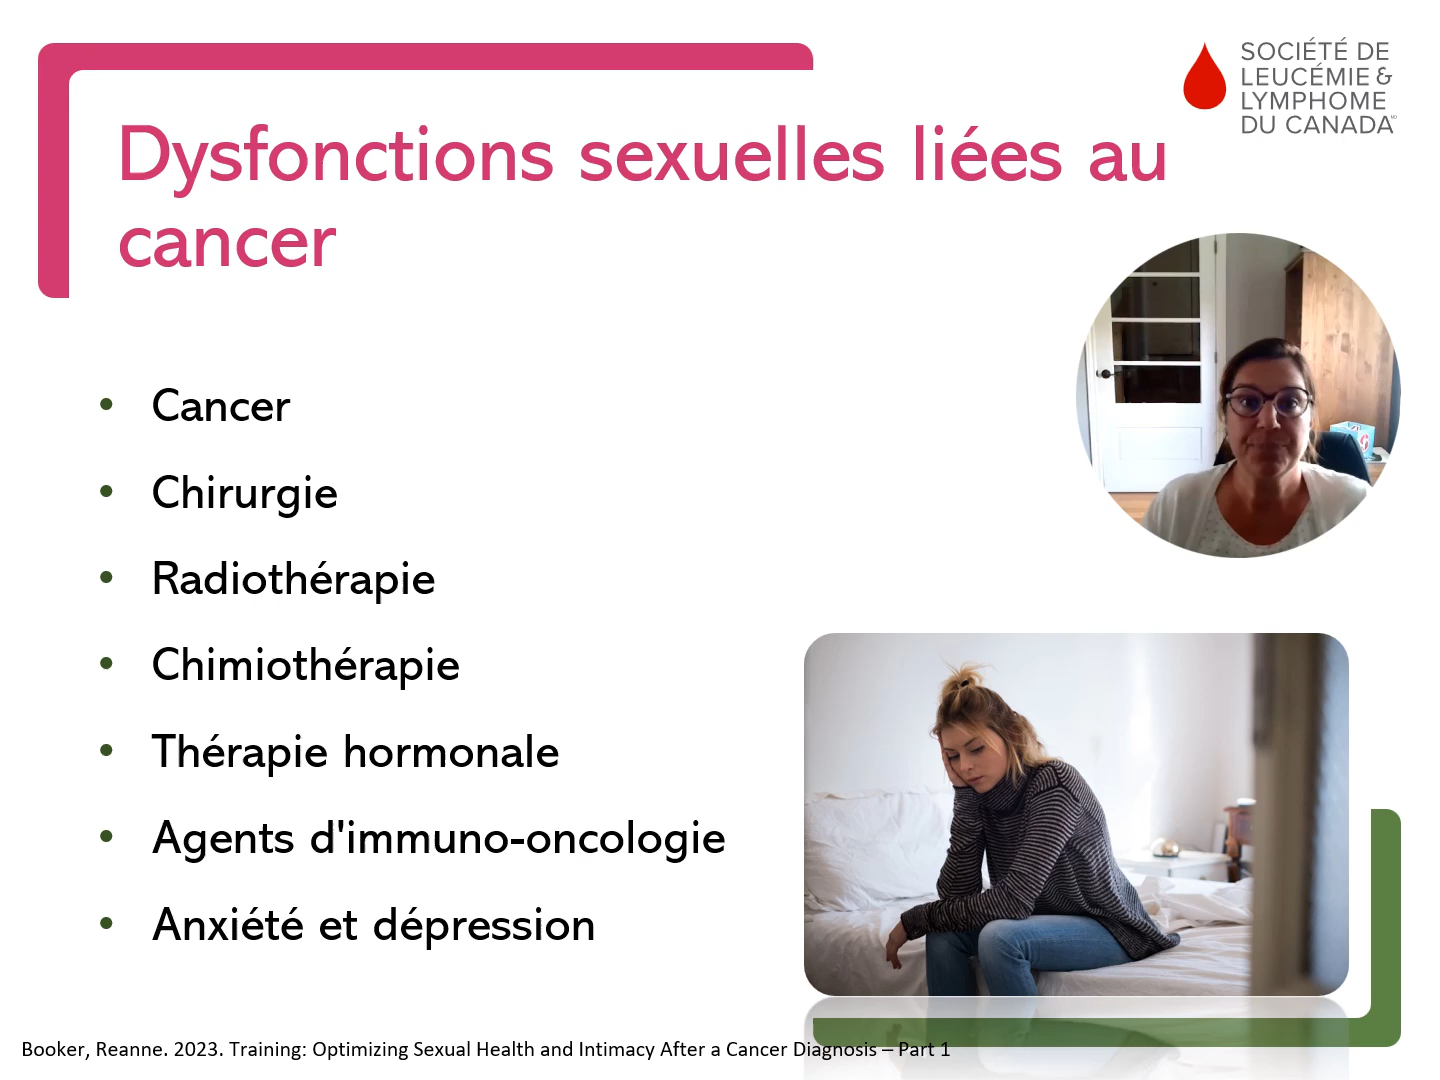 SOCIÉTÉ DE
LEUCÉMIE &
LYMPHOME
DU CANADA MD
Dysfonctions sexuelles liées au
cancer
• Cancer
• Chirurgie
• Radiothérapie
• Chimiothérapie
• Thérapie hormonale
• Agents d'immuno-oncologie
• Anxiété et dépression
Booker, Reanne. 2023. Training: Optimizing Sexual Health and Intimacy After a Cancer Diagnosis – Part 1